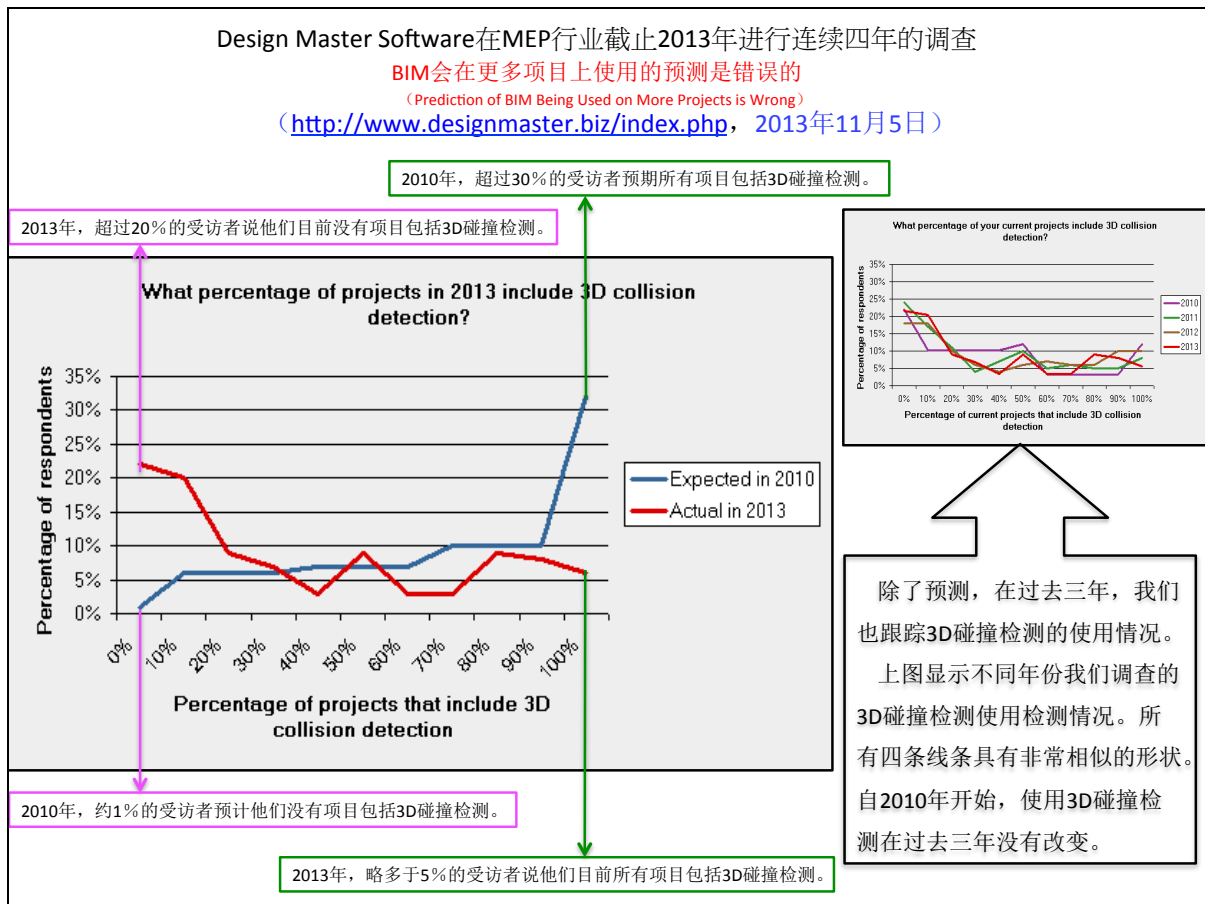 Design Master Software在MEP行业截止2013年进行连续四年的调查
BIM会在更多项目上使用的预测是错误的
（Prediction of BIM Being Used on More Projects is Wrong）
（http://www.designmaster.biz/index.php，2013年11月5日）
2010年，超过30%的受访者预期所有项目包括3D碰撞检测。
2013年，超过20%的受访者说他们目前没有项目包括3D碰撞检测。
What percentage of projects in 2013 include 3D collision
detection?
Percentage of respondents
35%
30%
25%
20%
15%
10%
5%
0%
0%
10%
20%
30%
40%
50%
60%
70%
80%
90%
100%
Percentage of projects that include 3D
collision detection
Expected in 2010
Actual in 2013
What percentage of your current projects include 3D collision
detection?
Percentage of respondents
35%
30%
25%
20%
15%
10%
5%
0%
0%
10%
20%
30%
40%
50%
60%
70%
80%
90%
100%
Percentage of current projects that include 3D collision
detection
2010
2011
2012
2013
除了预测，在过去三年，我们
也跟踪3D碰撞检测的使用情况。
上图显示不同年份我们调查的
3D碰撞检测使用检测情况。所
有四条线条具有非常相似的形状。
自2010年开始，使用3D碰撞检
测在过去三年没有改变。
2010年，约1%的受访者预计他们没有项目包括3D碰撞检测。
2013年，略多于5%的受访者说他们目前所有项目包括3D碰撞检测。